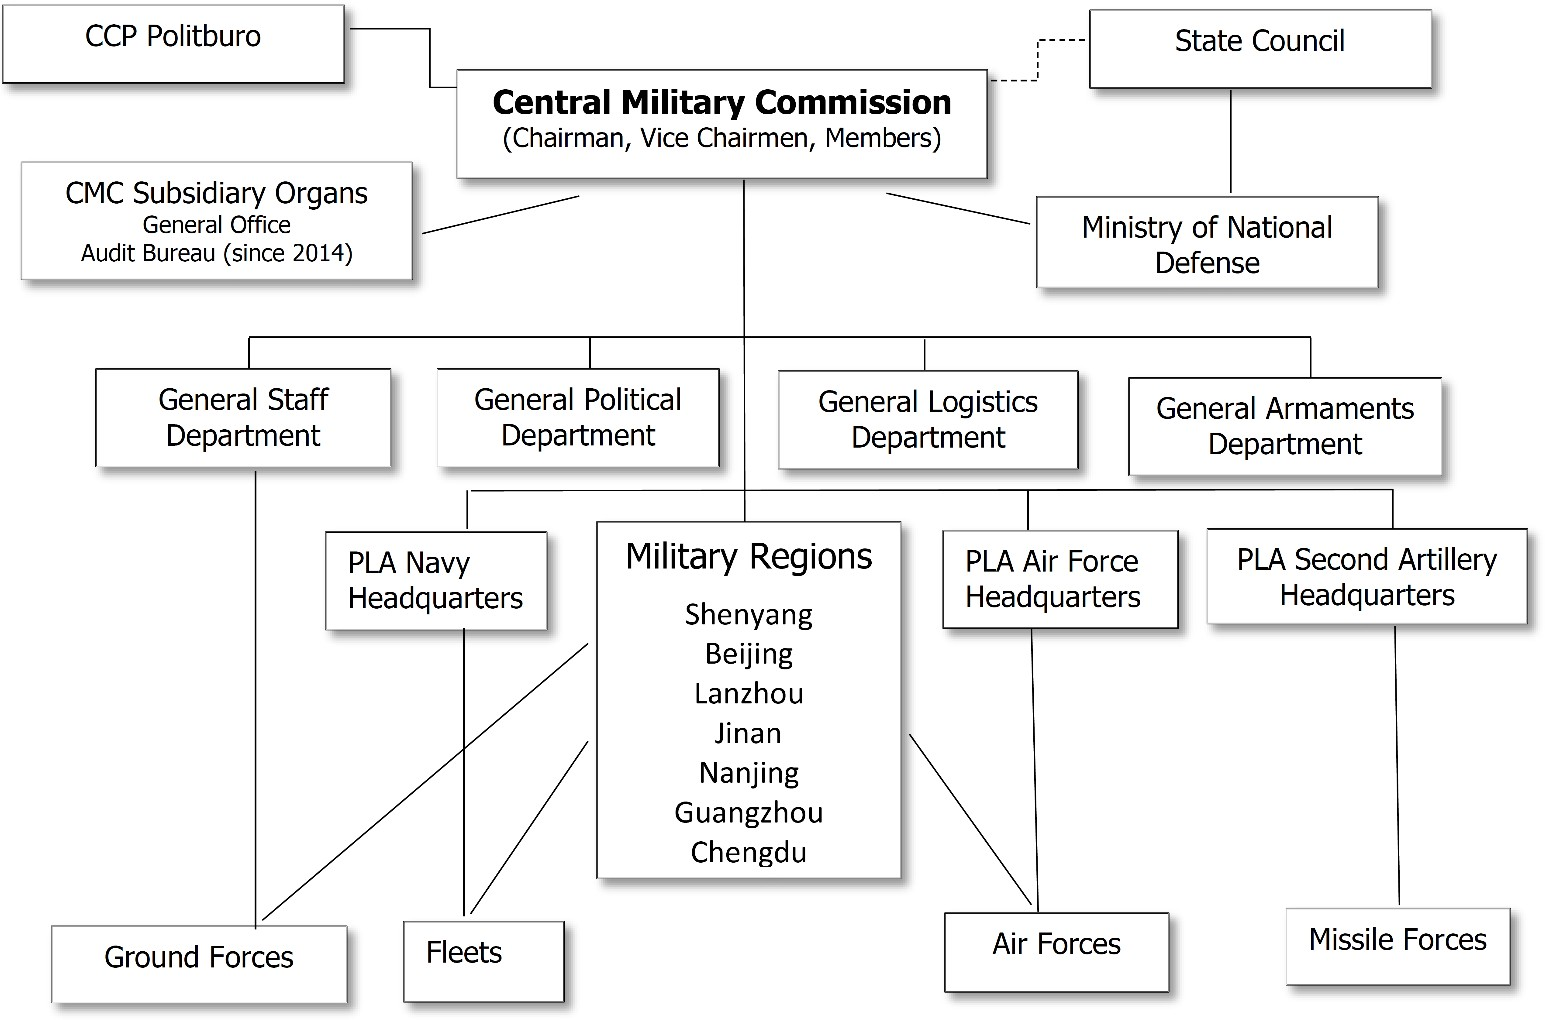 CCP Politburo
State Council
Central Military Commission
(Chairman, Vice Chairmen, Members)
CMC Subsidiary Organs
General Office
Audit Bureau (since 2014)
Ministry of National
Defense
General Staff
Department
General Political
Department
General Logistics
Department
General Armaments
Department
PLA Navy
Headquarters
Military Regions
Shenyang
Beijing
Lanzhou
Jinan
Nanjing
Guangzhou
Chengdu
PLA Air Force
Headquarters
PLA Second Artillery
Headquarters
Ground Forces
Fleets
Air Forces
Missile Forces